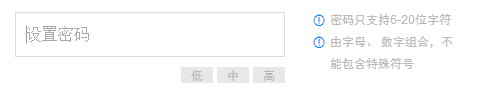 设置密码
低 中 高
密码只支持6-20位字符
由字母、数字组合，不
能包含特殊符号